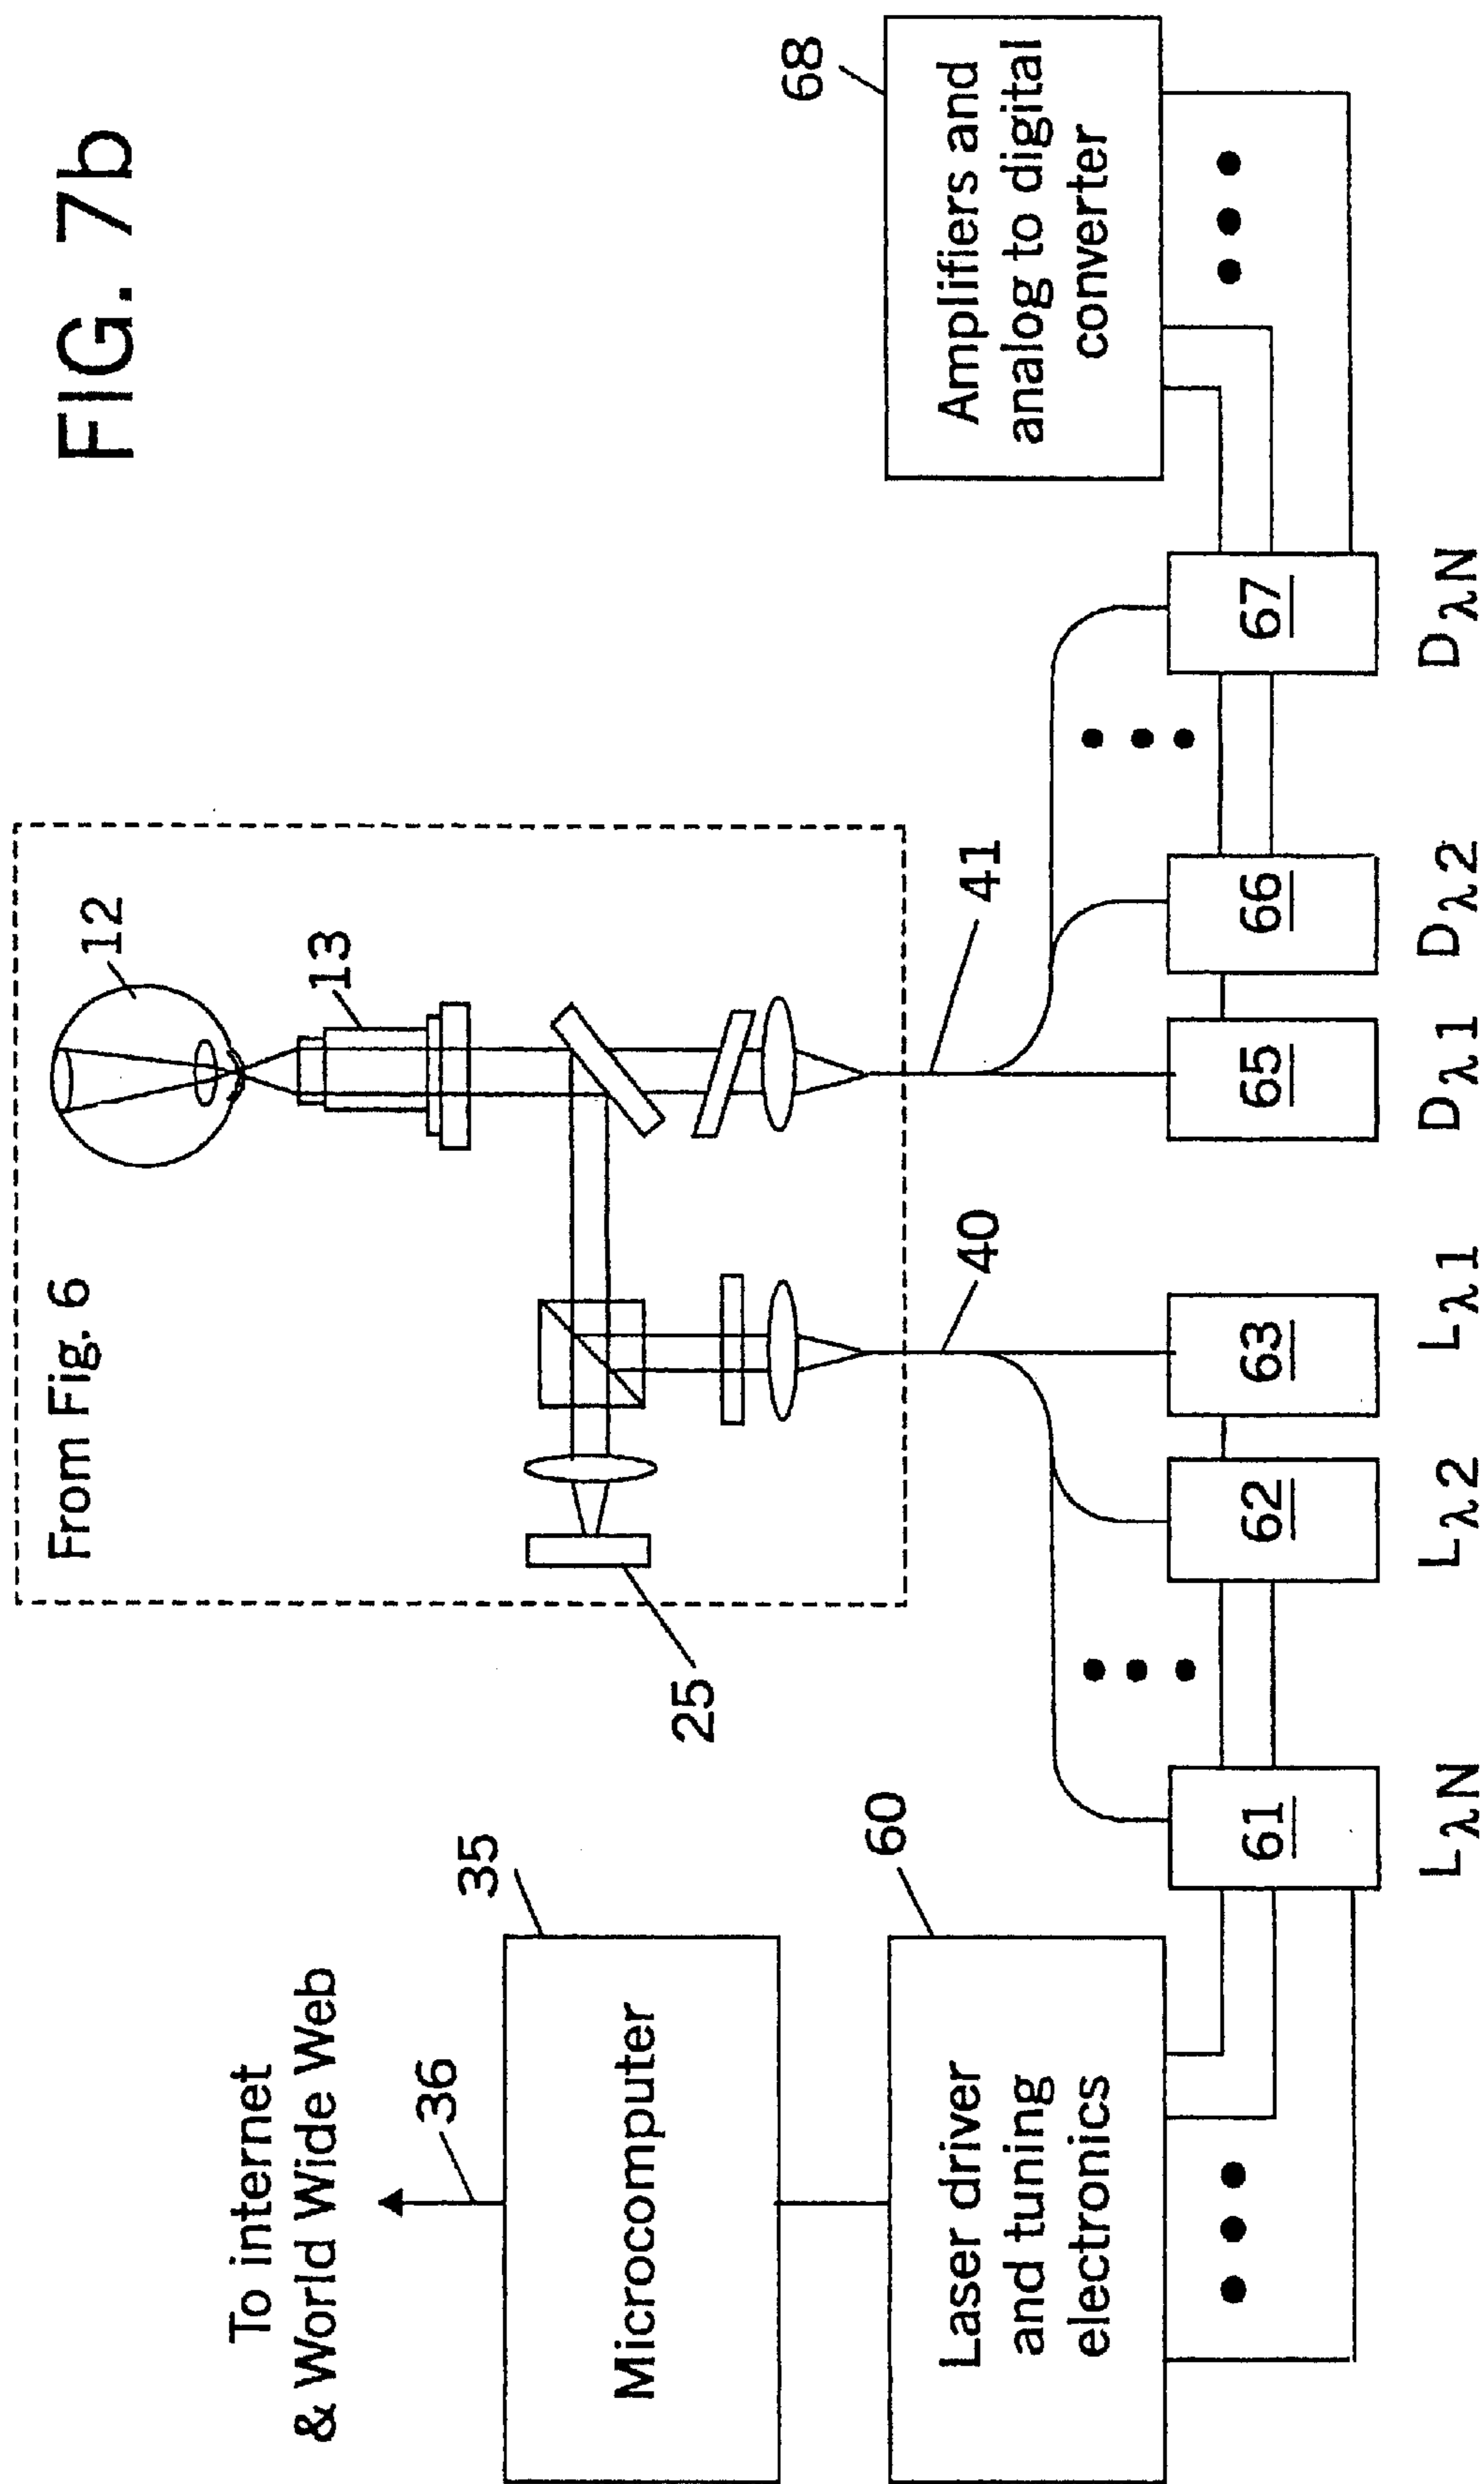 FIG. 7b
To internet
& World Wide Web
36
35
Microcomputer
60
Laser driver
and tuning
electronics
From Fig. 6
12
13
25
40
41
68
Amplifiers and
analog to digital
converter
61
62
63
65
66
67
LλN
Lλ2
Lλ1
Dλ1
Dλ2
DλN